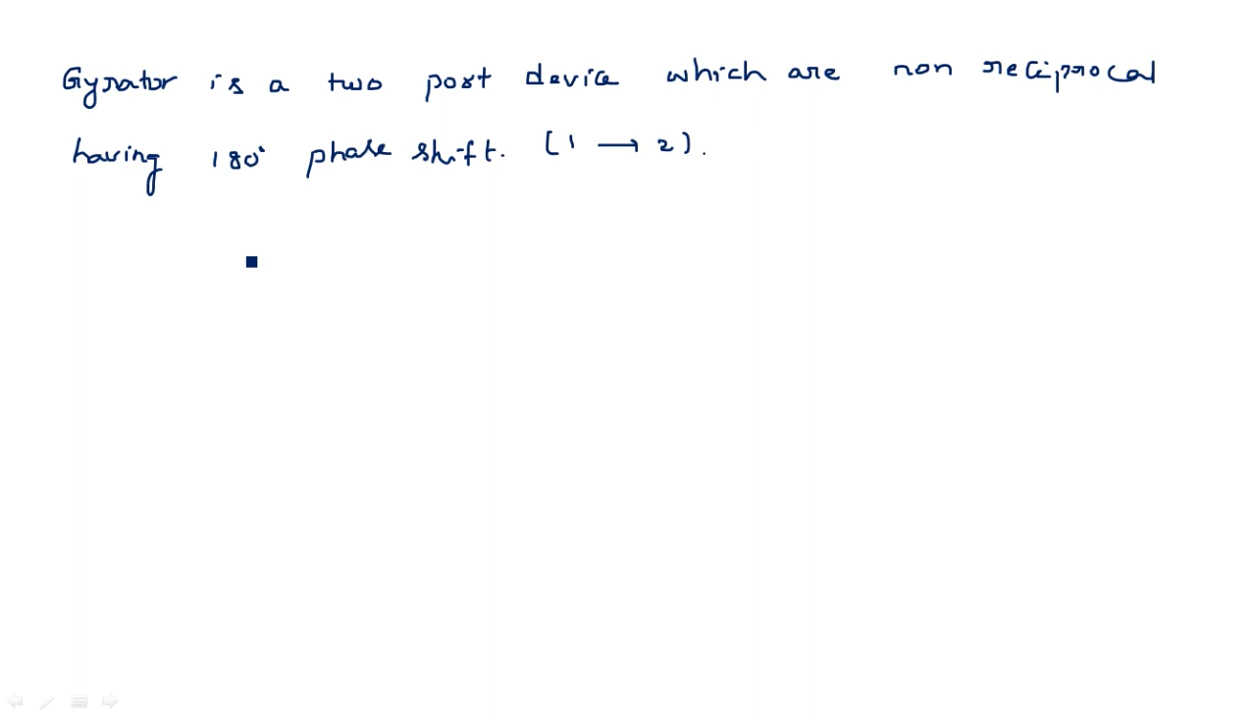 Gyrator is a two port device which are non reciprocal
having 180° phase shift. (1 → 2).